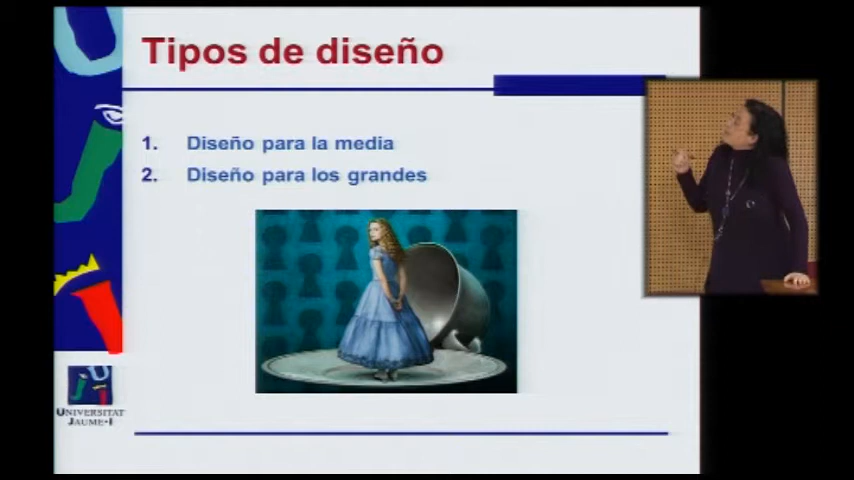 Tipos de diseño
1. Diseño para la media
2. Diseño para los grandes
UNIVERSITAT
JAUME·I